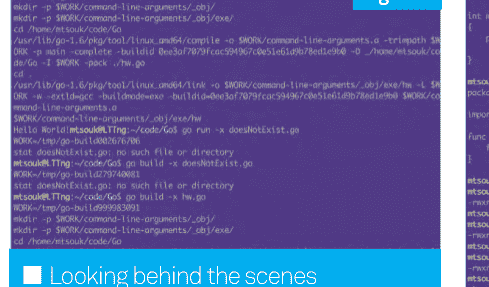 mkdir -p $WORK/command-line-arguments/_obj/
mkdir -p $WORK/command-line-arguments/_obj/exe/
cd /home/mtsouk/code/Go
/usr/lib/go-1.6/pkg/tool/linux_amd64/compile -o $WORK/command-line-arguments.a -trimpath $W
ORK -p main -complete -buildid 0ee3af7079fcac594967c0e51e61d9b78ed1e9b0 -D _/home/mtsouk/co
de/Go -I $WORK -pack ./hw.go
cd .
/usr/lib/go-1.6/pkg/tool/linux_amd64/link -o $WORK/command-line-arguments/_obj/exe/hw -L $W
ORK -w -extld=gcc -buildmode=exe -buildid=0ee3af7079fcac594967c0e51e61d9b78ed1e9b0 $WORK/co
mmand-line-arguments.a
$WORK/command-line-arguments/_obj/exe/hw
Hello World!mtsouk@LTTng:~/code/Go$ go run -x doesNotExist.go
WORK=/tmp/go-build002676706
stat doesNotExist.go: no such file or directory
mtsouk@LTTng:~/code/Go$ go build -x doesNotExist.go
WORK=/tmp/go-build279740081
stat doesNotExist.go: no such file or directory
mtsouk@LTTng:~/code/Go$ go build -x hw.go
WORK=/tmp/go-build999983091
mkdir -p $WORK/command-line-arguments/_obj/
mkdir -p $WORK/command-line-arguments/_obj/exe/
cd /home/mtsouk/code/Go
Looking behind the scenes